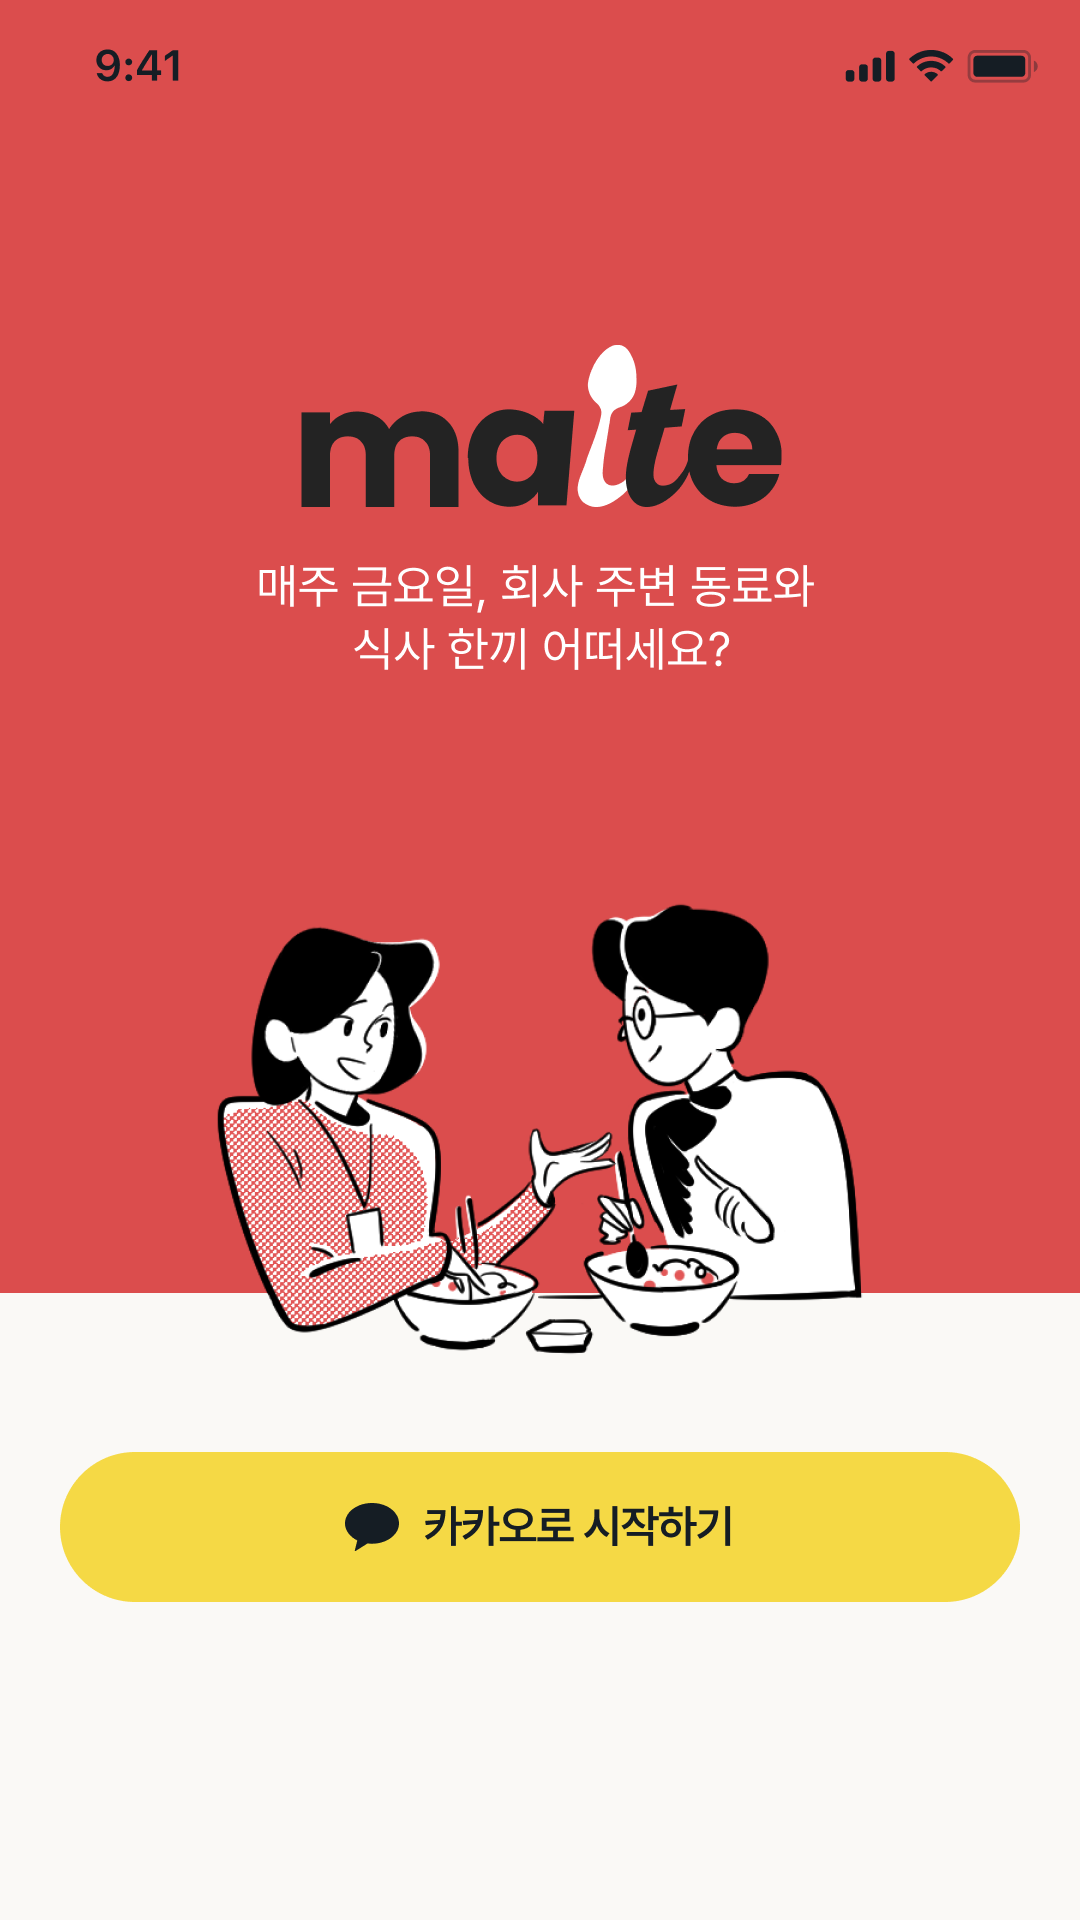 9:41
maite
매주 금요일, 회사 주변 동료와
식사 한끼 어떠세요?
카카오로 시작하기